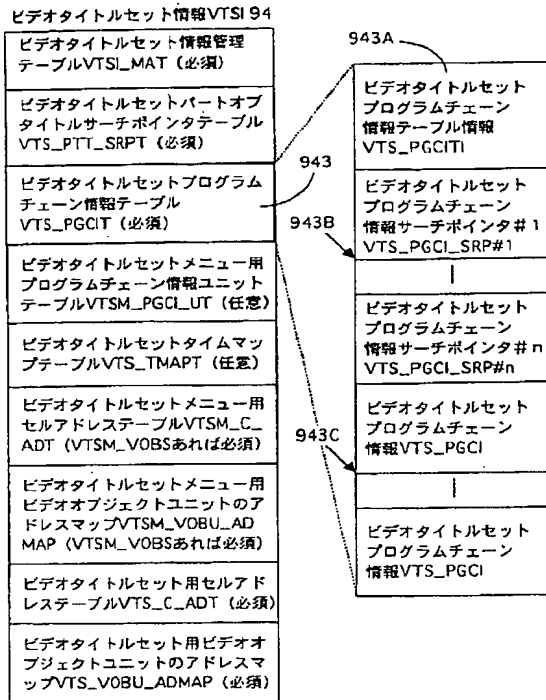 ビデオタイトルセット情報VTSI 94
ビデオタイトルセット情報管理
テーブルVTSI_MAT（必須）
ビデオタイトルセットパートオブ
タイトルサーチポインタテーブル
VTS_PTT_SRPT（必須）
ビデオタイトルセットプログラム
チェーン情報テーブル
VTS_PGCIT（必須）
ビデオタイトルセットメニュー用
プログラムチェーン情報ユニット
テーブルVTSM_PGCI_UT（任意）
ビデオタイトルセットタイムマッ
プテーブルVTS_TMAPT（任意）
ビデオタイトルセットメニュー用
セルアドレステーブルVTSM_C_
ADT（VTSM_VOBSあれば必須）
ビデオタイトルセットメニュー用
ビデオオブジェクトユニットのア
ドレスマップVTSM_VOBU_AD
MAP（VTSM_VOBSあれば必須）
ビデオタイトルセット用セルアド
レステーブルVTS_C_ADT（必須）
ビデオタイトルセット用ビデオオ
ブジェクトユニットのアドレスマ
ップVTS_VOBU_ADMAP（必須）
943
943A
ビデオタイトルセット
プログラムチェーン
情報テーブル情報
VTS_PGCITI
943B
ビデオタイトルセット
プログラムチェーン
情報サーチポインタ#1
VTS_PGCI_SRP#1
ビデオタイトルセット
プログラムチェーン
情報サーチポインタ#n
VTS_PGCI_SRP#n
943C
ビデオタイトルセット
プログラムチェーン
情報VTS_PGCI
ビデオタイトルセット
プログラムチェーン
情報VTS_PGCI